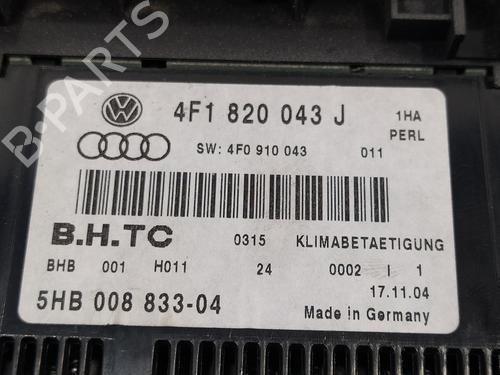 4F1 820 043 J 1HA
PERL
SW: 4F0 910 043 011
B.H.TC 0315 KLIMABETAETIGUNG
BHB 001 H011 24 0002 I 1
17.11.04
5HB 008 833-04 Made in Germany
B-PARTS